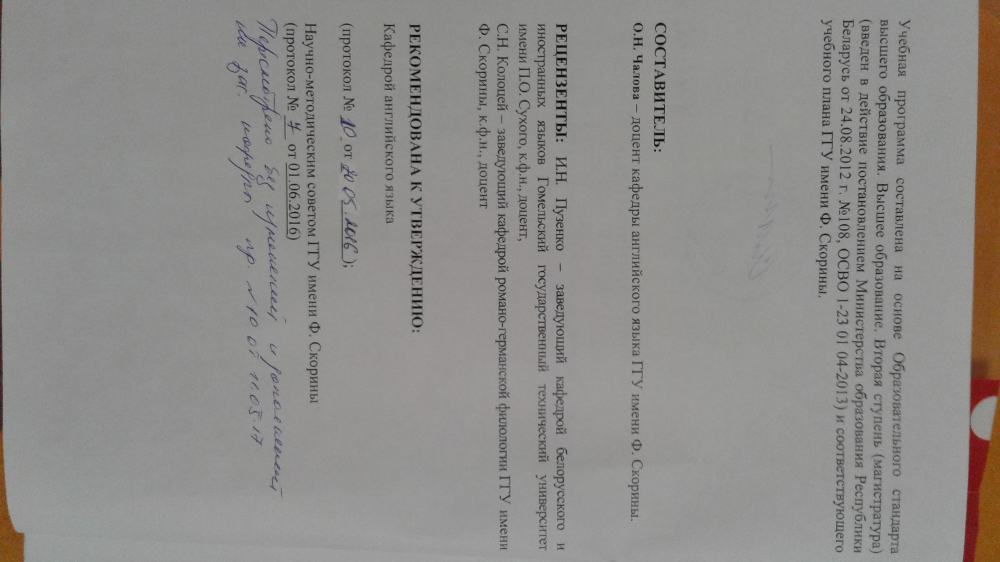 Учебная программа составлена на основе Образовательного стандарта
высшего образования. Высшее образование. Вторая ступень (магистратура)
(введен в действие постановлением Министерства образования Республики
Беларусь от 24.08.2012 г. №108, ОСВО 1-23 01 04-2013) и соответствующего
учебного плана ГГУ имени Ф. Скорины.
СОСТАВИТЕЛЬ:
О.Н. Чалова – доцент кафедры английского языка ГГУ имени Ф. Скорины.
РЕЦЕНЗЕНТЫ: И.Н. Пузенко – заведующий кафедрой белорусского и
иностранных языков Гомельский государственный технический университет
имени П.О. Сухого, к.ф.н., доцент,
С.Н. Колоцей – заведующий кафедрой романо-германской филологии ГГУ имени
Ф. Скорины, к.ф.н., доцент
РЕКОМЕНДОВАНА К УТВЕРЖДЕНИЮ:
Кафедрой английского языка
(протокол № 10 от 20 05.2016);
Научно-методическим советом ГГУ имени Ф. Скорины
(протокол № 7 от 01.06.2016)
без изменений и дополнений
на зас. кафедры пр. № 10 от 11.05.17